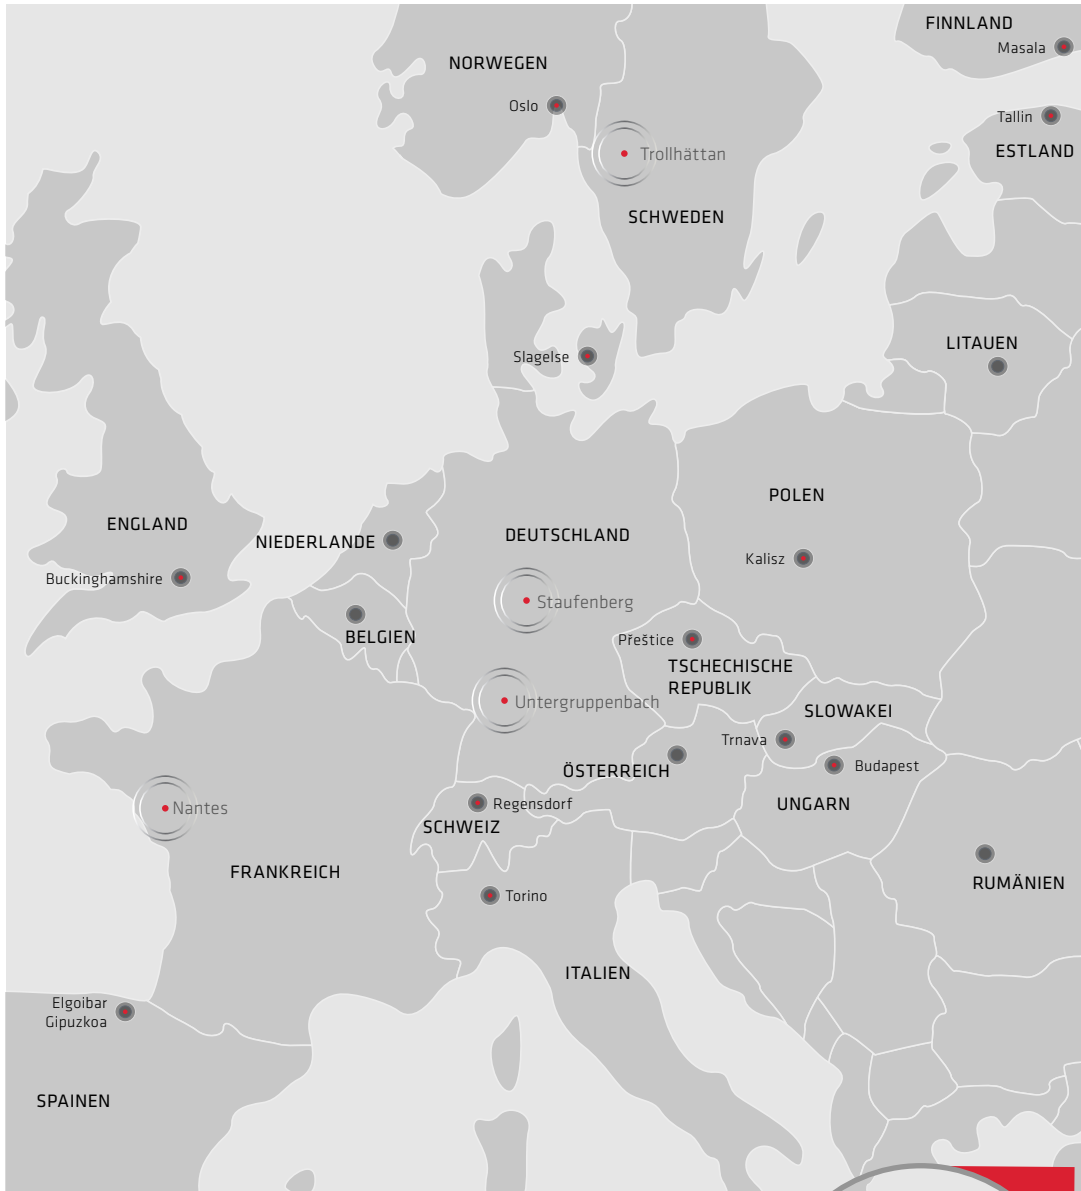 FINNLAND
Masala
NORWEGEN
Oslo
Tallin
Trollhättan
ESTLAND
SCHWEDEN
LITAUEN
Slagelse
POLEN
ENGLAND
DEUTSCHLAND
NIEDERLANDE
Kalisz
Buckinghamshire
Staufenberg
BELGIEN
Přeštice
TSCHECHISCHE
REPUBLIK
Untergruppenbach
SLOWAKEI
Trnava
Budapest
ÖSTERREICH
UNGARN
Regensdorf
Nantes
SCHWEIZ
FRANKREICH
RUMÄNIEN
Torino
ITALIEN
Elgoibar
Gipuzkoa
SPAINEN